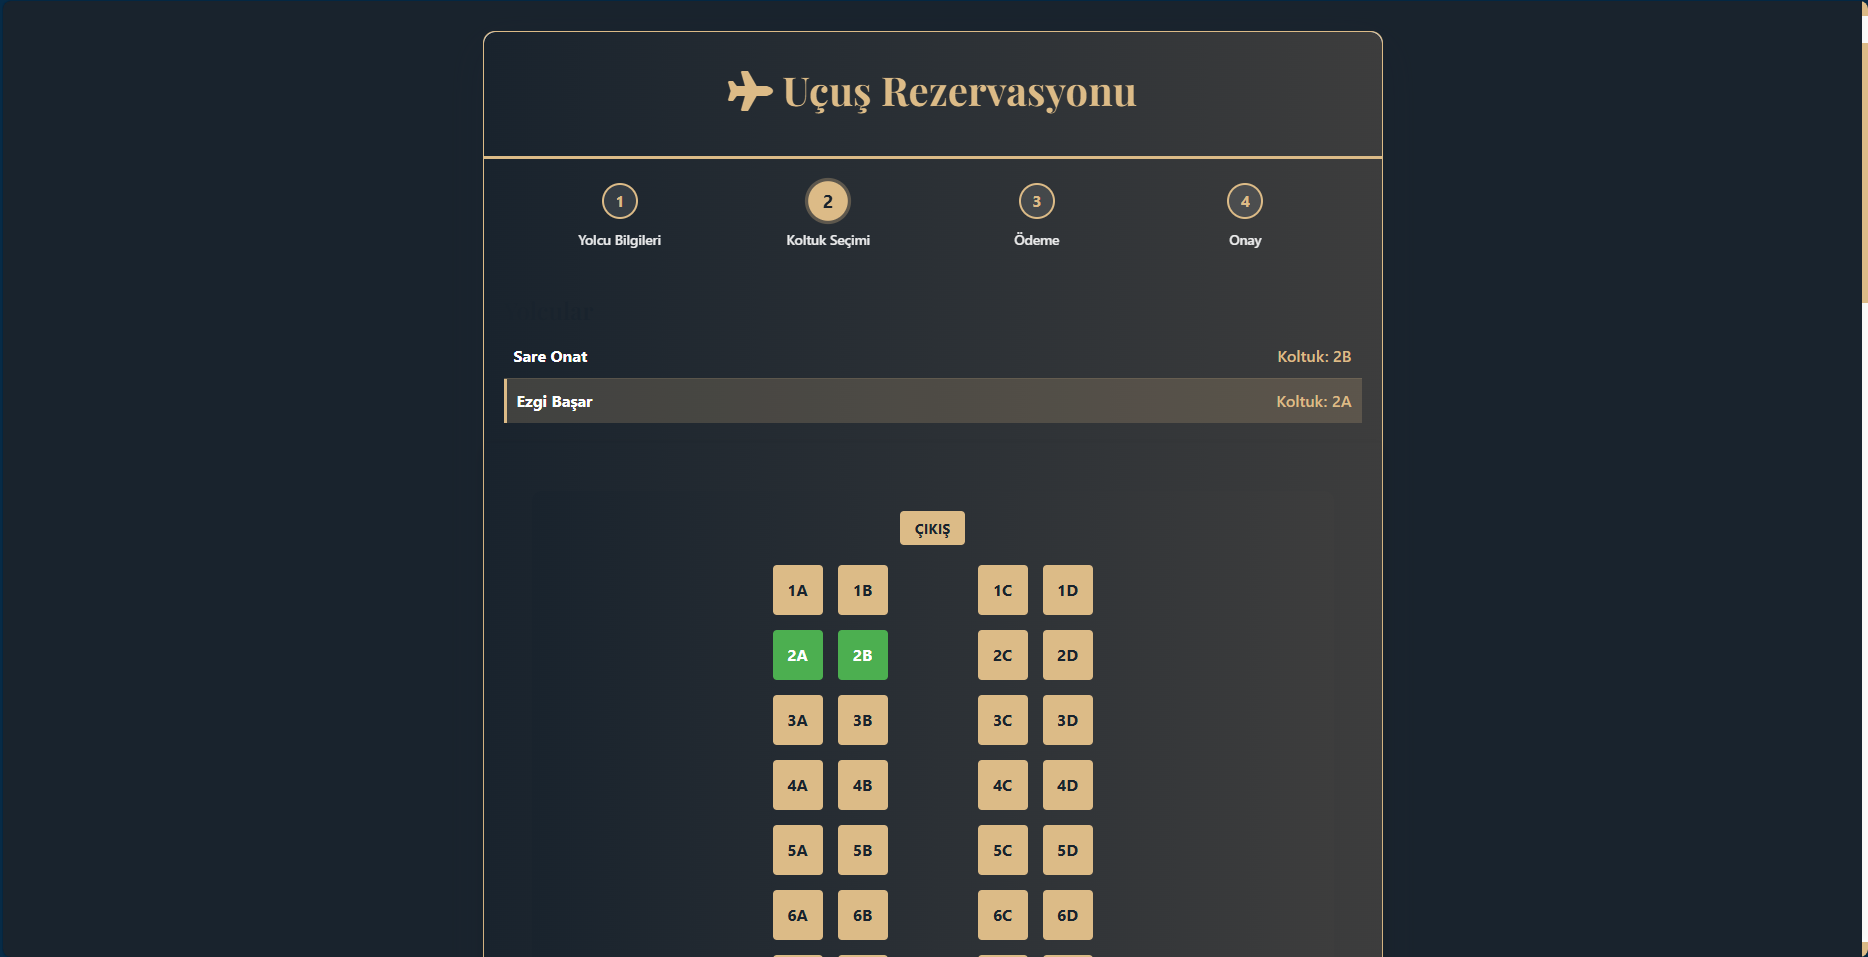 Uçuş Rezervasyonu
1 2 3 4
Yolcu Bilgileri Koltuk Seçimi Ödeme Onay
Sare Onat Koltuk: 2B
Ezgi Başar Koltuk: 2A
ÇIKIŞ
1A 1B 1C 1D
2A 2B 2C 2D
3A 3B 3C 3D
4A 4B 4C 4D
5A 5B 5C 5D
6A 6B 6C 6D